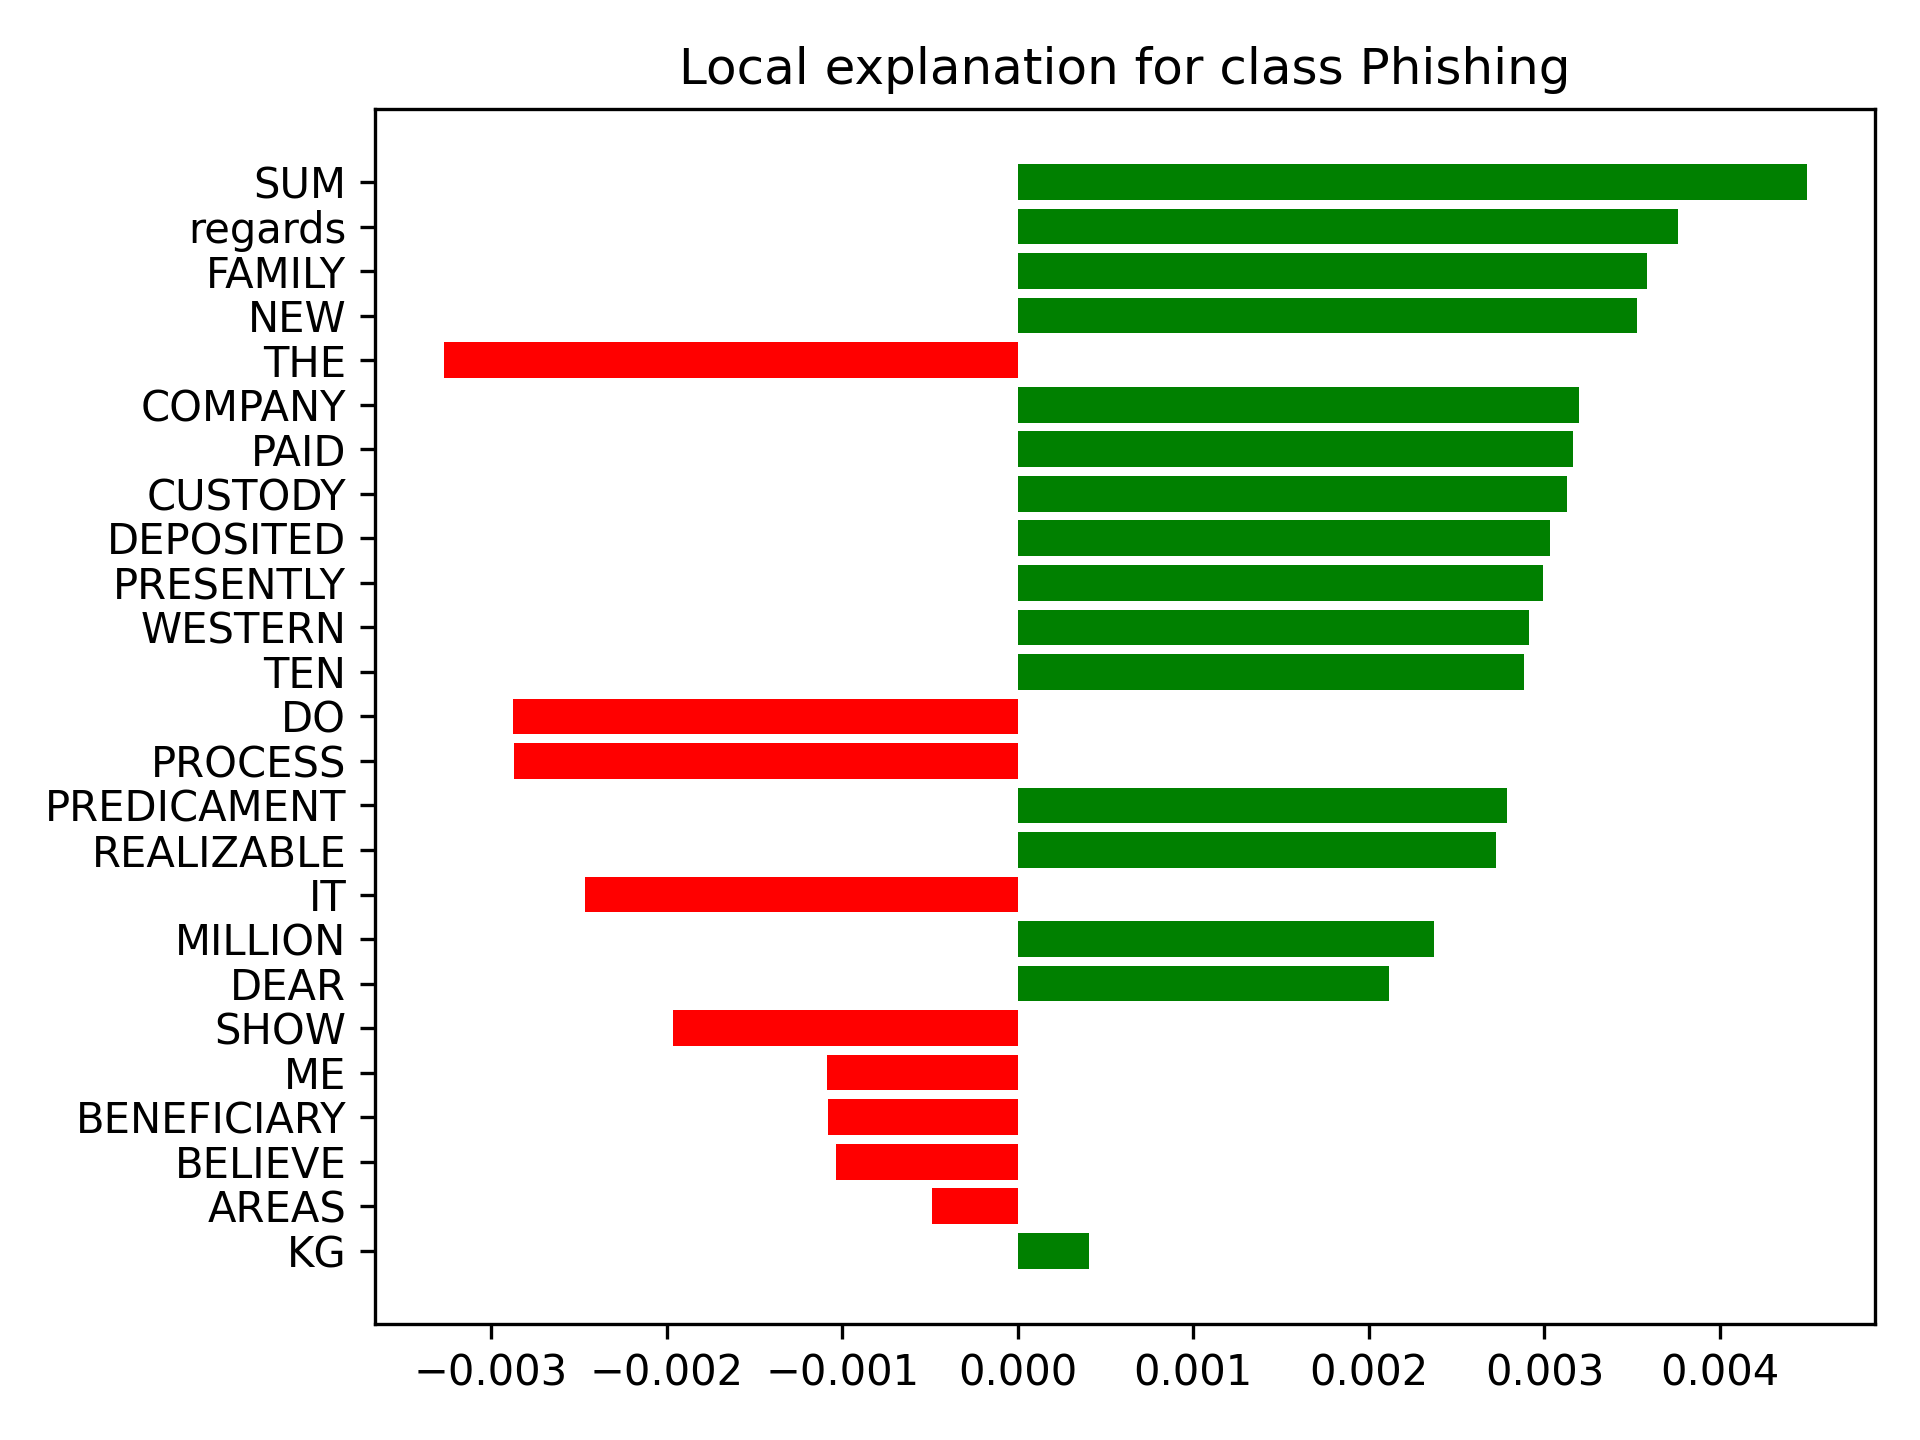 Local explanation for class Phishing
SUM
regards
FAMILY
NEW
THE
COMPANY
PAID
CUSTODY
DEPOSITED
PRESENTLY
WESTERN
TEN
DO
PROCESS
PREDICAMENT
REALIZABLE
IT
MILLION
DEAR
SHOW
ME
BENEFICIARY
BELIEVE
AREAS
KG
−0.003 −0.002 −0.001 0.000 0.001 0.002 0.003 0.004